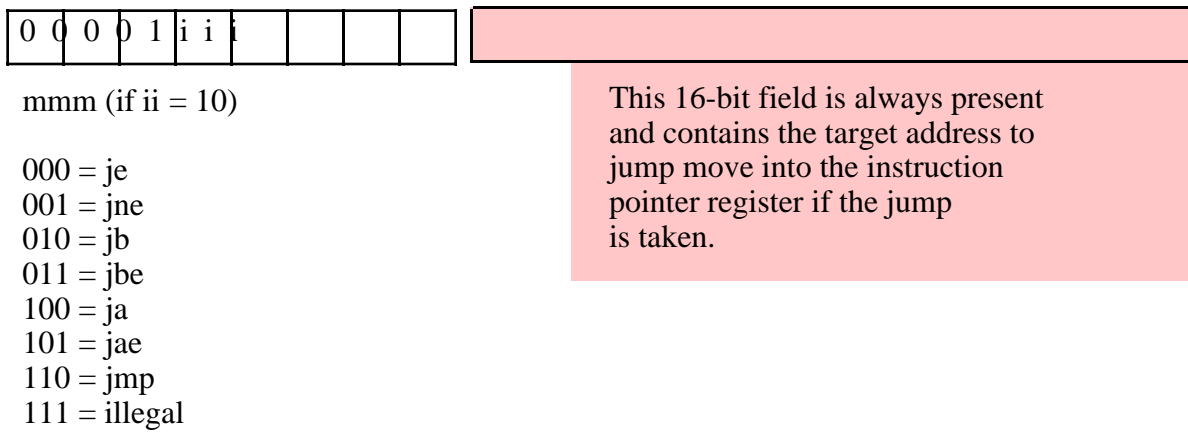 0 0 0 0 1 i i i
mmm (if ii = 10)
000 = je
001 = jne
010 = jb
011 = jbe
100 = ja
101 = jae
110 = jmp
111 = illegal
This 16-bit field is always present
and contains the target address to
jump move into the instruction
pointer register if the jump
is taken.